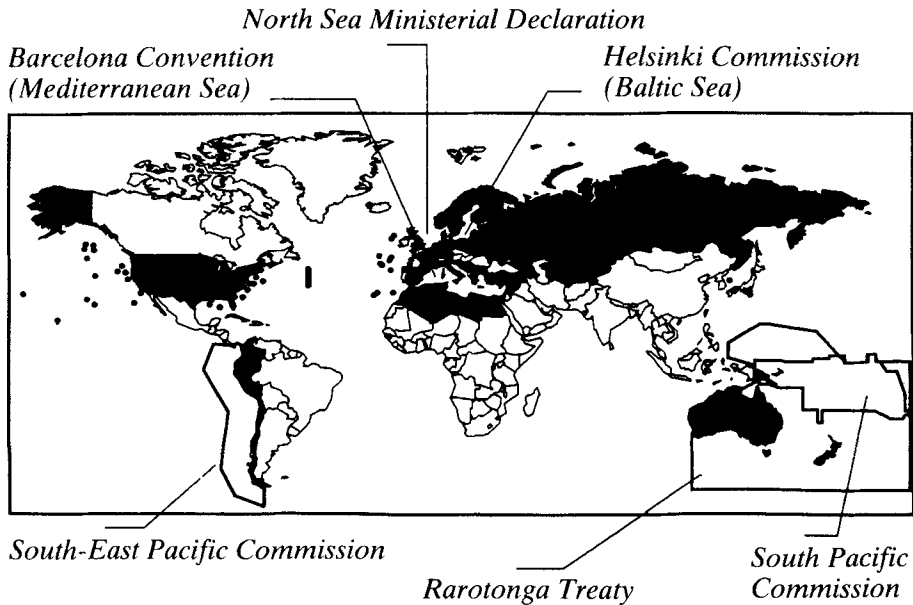 North Sea Ministerial Declaration
Barcelona Convention
(Mediterranean Sea)
Helsinki Commission
(Baltic Sea)
South-East Pacific Commission
Rarotonga Treaty
South Pacific
Commission